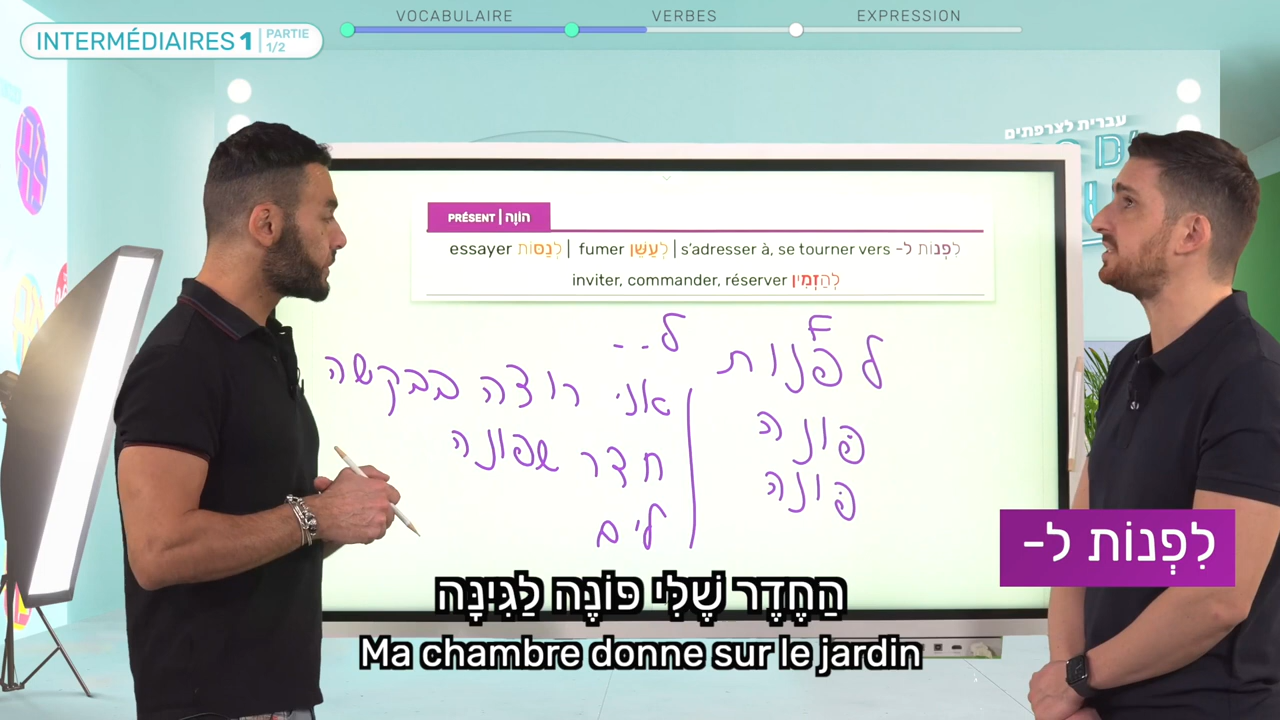 VOCABULAIRE
VERBES
EXPRESSION
INTERMÉDIAIRES 1 | PARTIE 1/2
עברית לצרפתים
PRÉSENT | הוֹוֶה
essayer לְנַסּוֹת | fumer לְעַשֵּׁן | s'adresser à, se tourner vers לִפְנוֹת ל-
inviter, commander, réserver לְהַזְמִין
F
לפנות
פונה
פונה
ל...
אני רוצה בבקשה
חדר שפונה
לים
לִפְנוֹת ל-
הַחֶדֶר שֶׁלִּי פּוֹנֶה לַגִּינָּה
Ma chambre donne sur le jardin